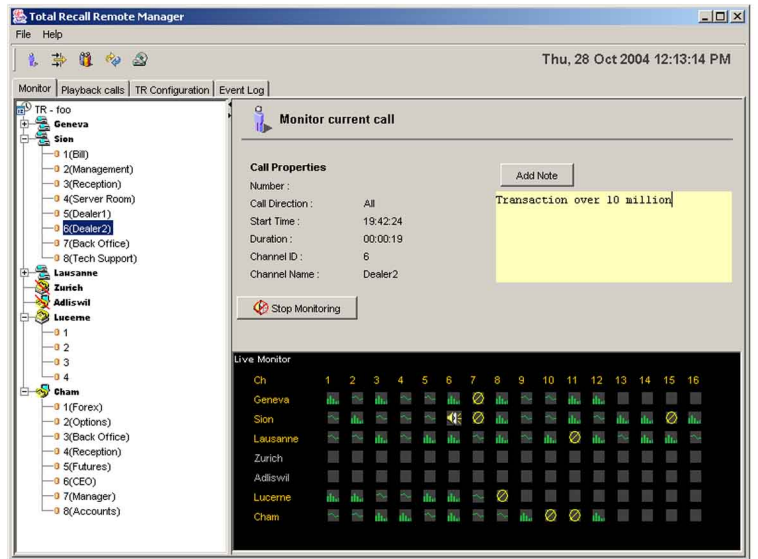 Total Recall Remote Manager
File Help
Thu, 28 Oct 2004 12:13:14 PM
Monitor Playback calls TR Configuration Event Log
TR - foo
Geneva
Sion
1(Bill)
2(Management)
3(Reception)
4(Server Room)
5(Dealer1)
6(Dealer2)
7(Back Office)
8(Tech Support)
Lausanne
Zurich
Adliswil
Lucerne
1
2
3
4
Cham
1(Forex)
2(Options)
3(Back Office)
4(Reception)
5(Futures)
6(CEO)
7(Manager)
8(Accounts)
Monitor current call
Call Properties
Number :
Call Direction : All
Start Time : 19:42:24
Duration : 00:00:19
Channel ID : 6
Channel Name : Dealer2
Add Note
Transaction over 10 million
Stop Monitoring
Live Monitor
Ch 1 2 3 4 5 6 7 8 9 10 11 12 13 14 15 16
Geneva
Sion
Lausanne
Zurich
Adliswil
Lucerne
Cham